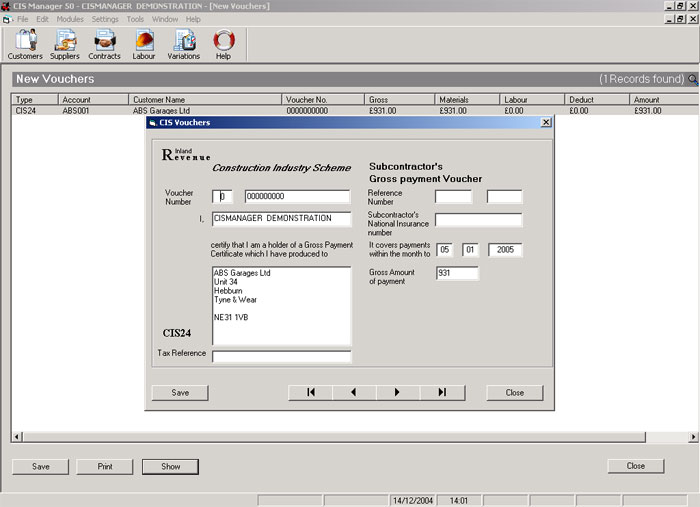 CIS Manager 50 - CISMANAGER DEMONSTRATION - [New Vouchers]
File Edit Modules Settings Tools Window Help
Customers Suppliers Contracts Labour Variations Help
New Vouchers (1Records found)
Type Account Customer Name Voucher No. Gross Materials Labour Deduct Amount
CIS24 ABS001 ABS Garages Ltd 0000000000 £931.00 £931.00 £0.00 £0.00 £931.00
CIS Vouchers
Inland
Revenue
Construction Industry Scheme
Subcontractor's
Gross payment Voucher
Voucher
Number
0 000000000
Reference
Number
I, CISMANAGER DEMONSTRATION
Subcontractor's
National Insurance
number
certify that I am a holder of a Gross Payment
Certificate which I have produced to
It covers payments
within the month to
05 01 2005
ABS Garages Ltd
Unit 34
Hebburn
Tyne & Wear
NE31 1VB
Gross Amount
of payment
931
CIS24
Tax Reference
Save Close
Save Print Show Close
14/12/2004 14:01